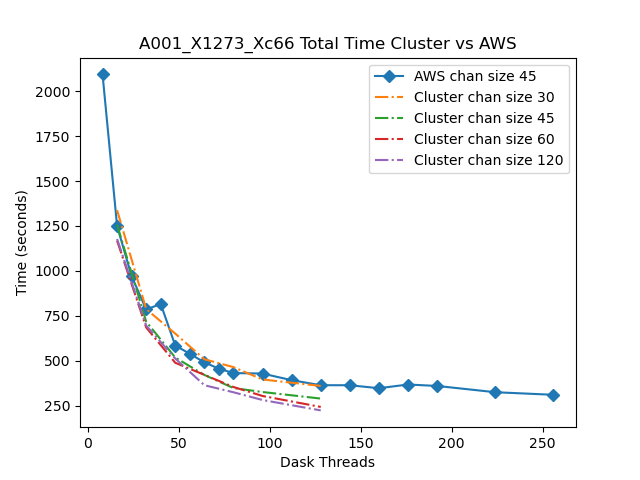 A001_X1273_Xc66 Total Time Cluster vs AWS
AWS chan size 45
Cluster chan size 30
Cluster chan size 45
Cluster chan size 60
Cluster chan size 120
Time (seconds)
2000
1750
1500
1250
1000
750
500
250
0 50 100 150 200 250
Dask Threads